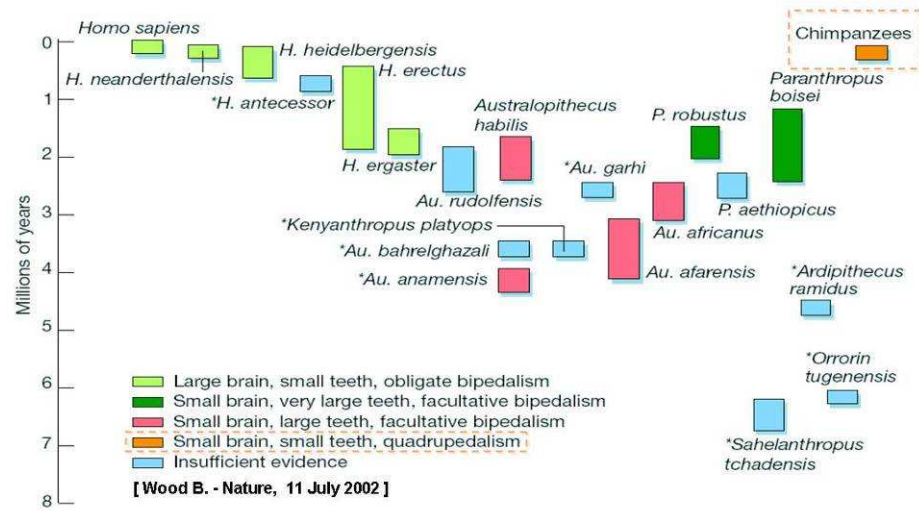 Homo sapiens
H. neanderthalensis
H. heidelbergensis
*H. antecessor
H. erectus
H. ergaster
Australopithecus
habilis
Au. rudolfensis
*Kenyanthropus platyops
*Au. bahrelghazali
*Au. anamensis
*Au. garhi
Au. afarensis
Au. africanus
P. robustus
P. aethiopicus
Paranthropus
boisei
Chimpanzees
*Ardipithecus
ramidus
*Orrorin
tugenensis
*Sahelanthropus
tchadensis
Millions of years
0
1
2
3
4
5
6
7
8
Large brain, small teeth, obligate bipedalism
Small brain, very large teeth, facultative bipedalism
Small brain, large teeth, facultative bipedalism
Small brain, small teeth, quadrupedalism
Insufficient evidence
[ Wood B. - Nature, 11 July 2002 ]